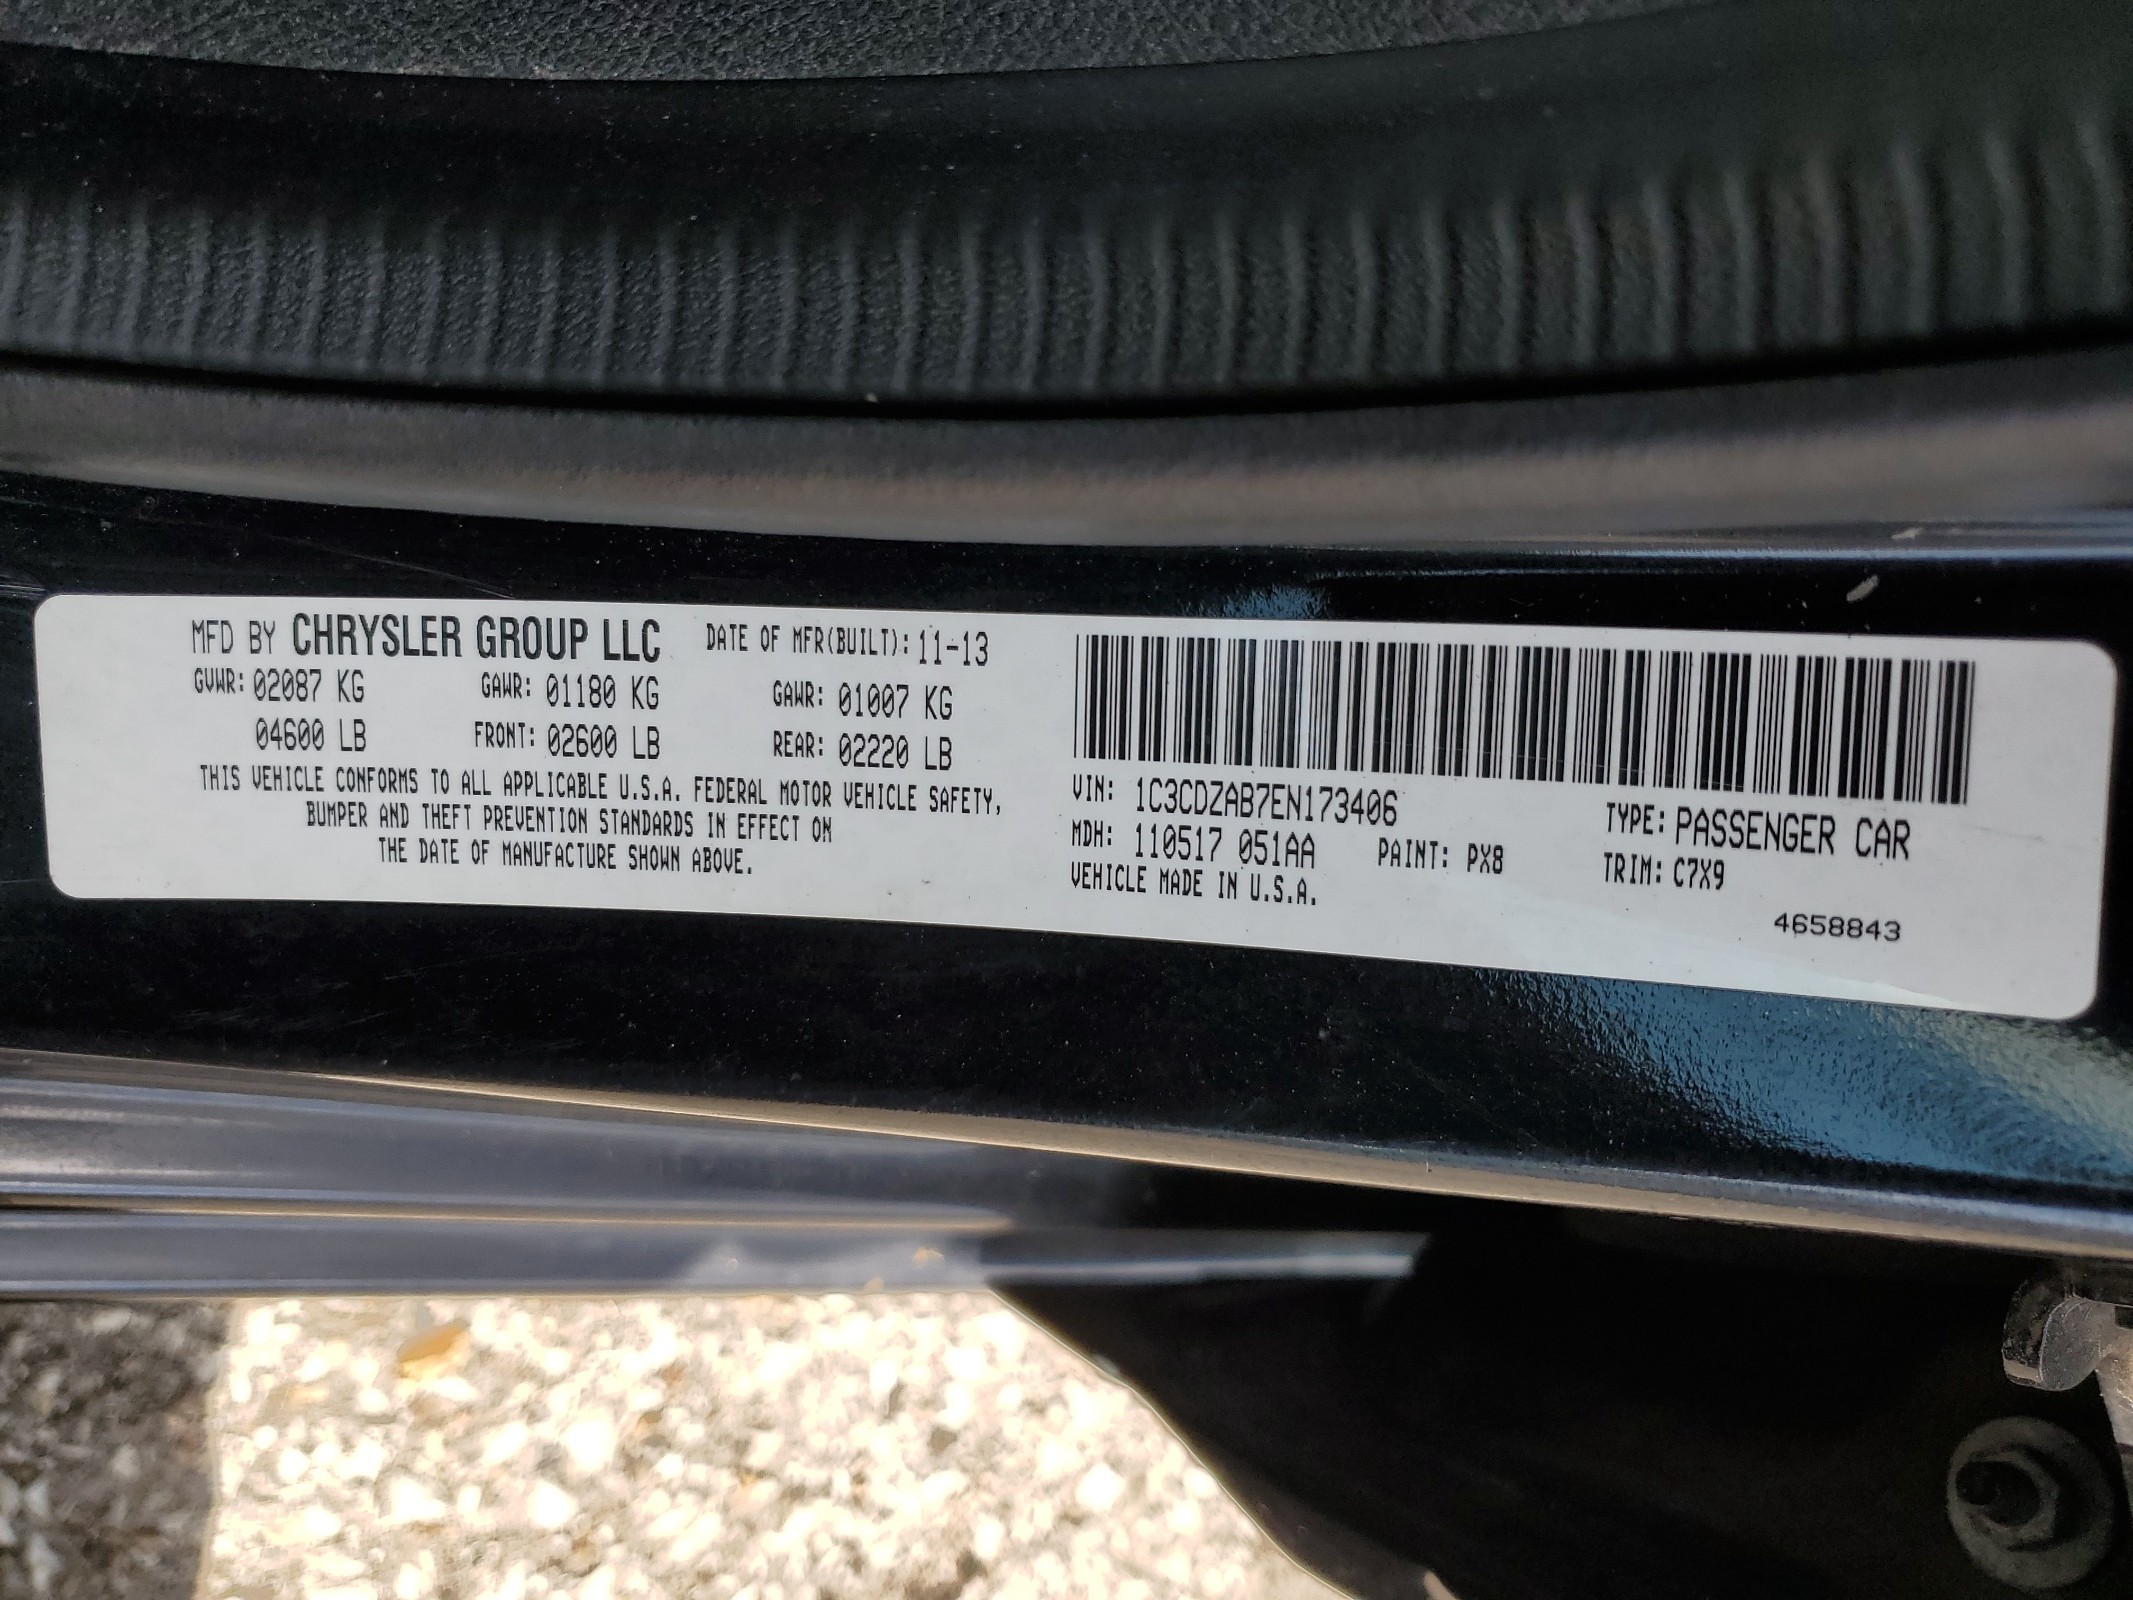 MFD BY CHRYSLER GROUP LLC DATE OF MFR(BUILT): 11-13
GVWR: 02087 KG GAWR: 01180 KG GAWR: 01007 KG
04600 LB FRONT: 02600 LB REAR: 02220 LB
THIS VEHICLE CONFORMS TO ALL APPLICABLE U.S.A. FEDERAL MOTOR VEHICLE SAFETY,
BUMPER AND THEFT PREVENTION STANDARDS IN EFFECT ON
THE DATE OF MANUFACTURE SHOWN ABOVE.
VIN: 1C3CDZAB7EN173406 TYPE: PASSENGER CAR
MDH: 110517 051AA PAINT: PX8 TRIM: C7X9
VEHICLE MADE IN U.S.A.
4658843